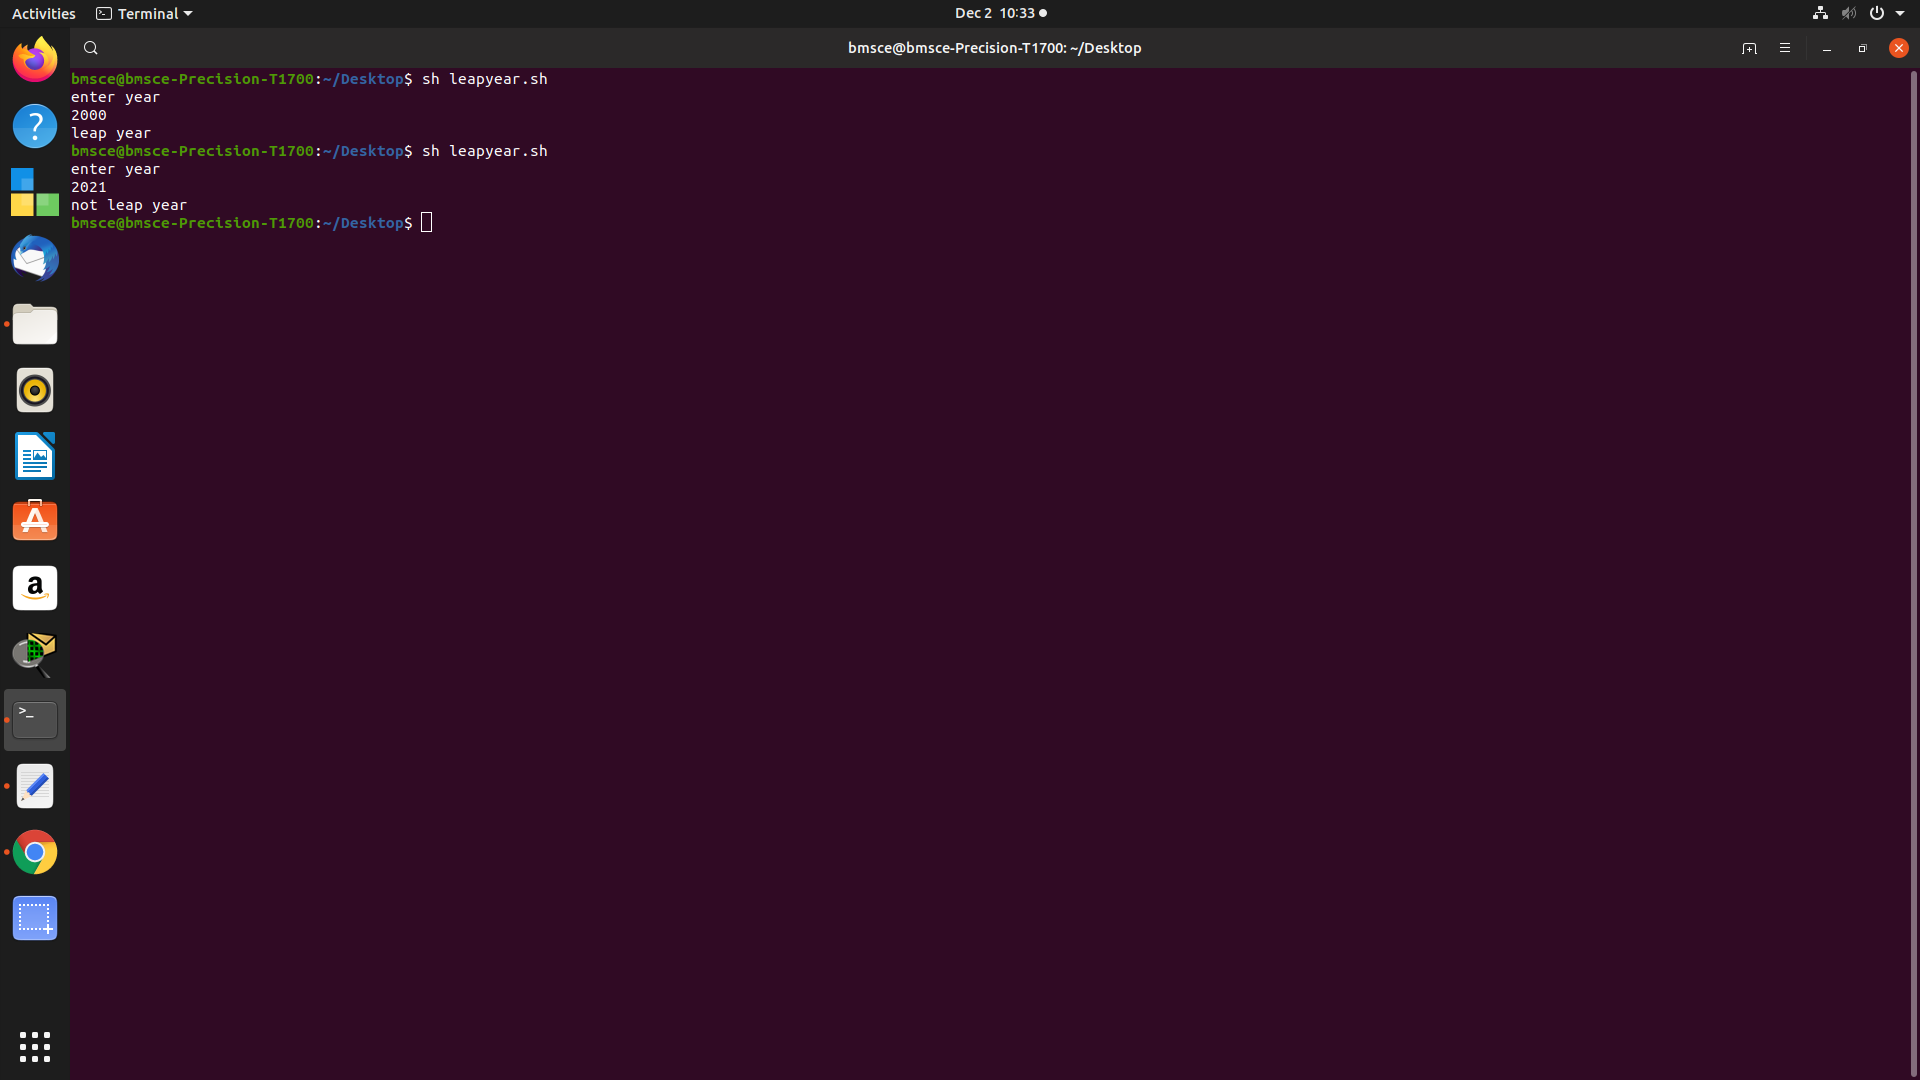 Activities Terminal Dec 2 10:33
bmsce@bmsce-Precision-T1700: ~/Desktop
bmsce@bmsce-Precision-T1700:~/Desktop$ sh leapyear.sh
enter year
2000
leap year
bmsce@bmsce-Precision-T1700:~/Desktop$ sh leapyear.sh
enter year
2021
not leap year
bmsce@bmsce-Precision-T1700:~/Desktop$